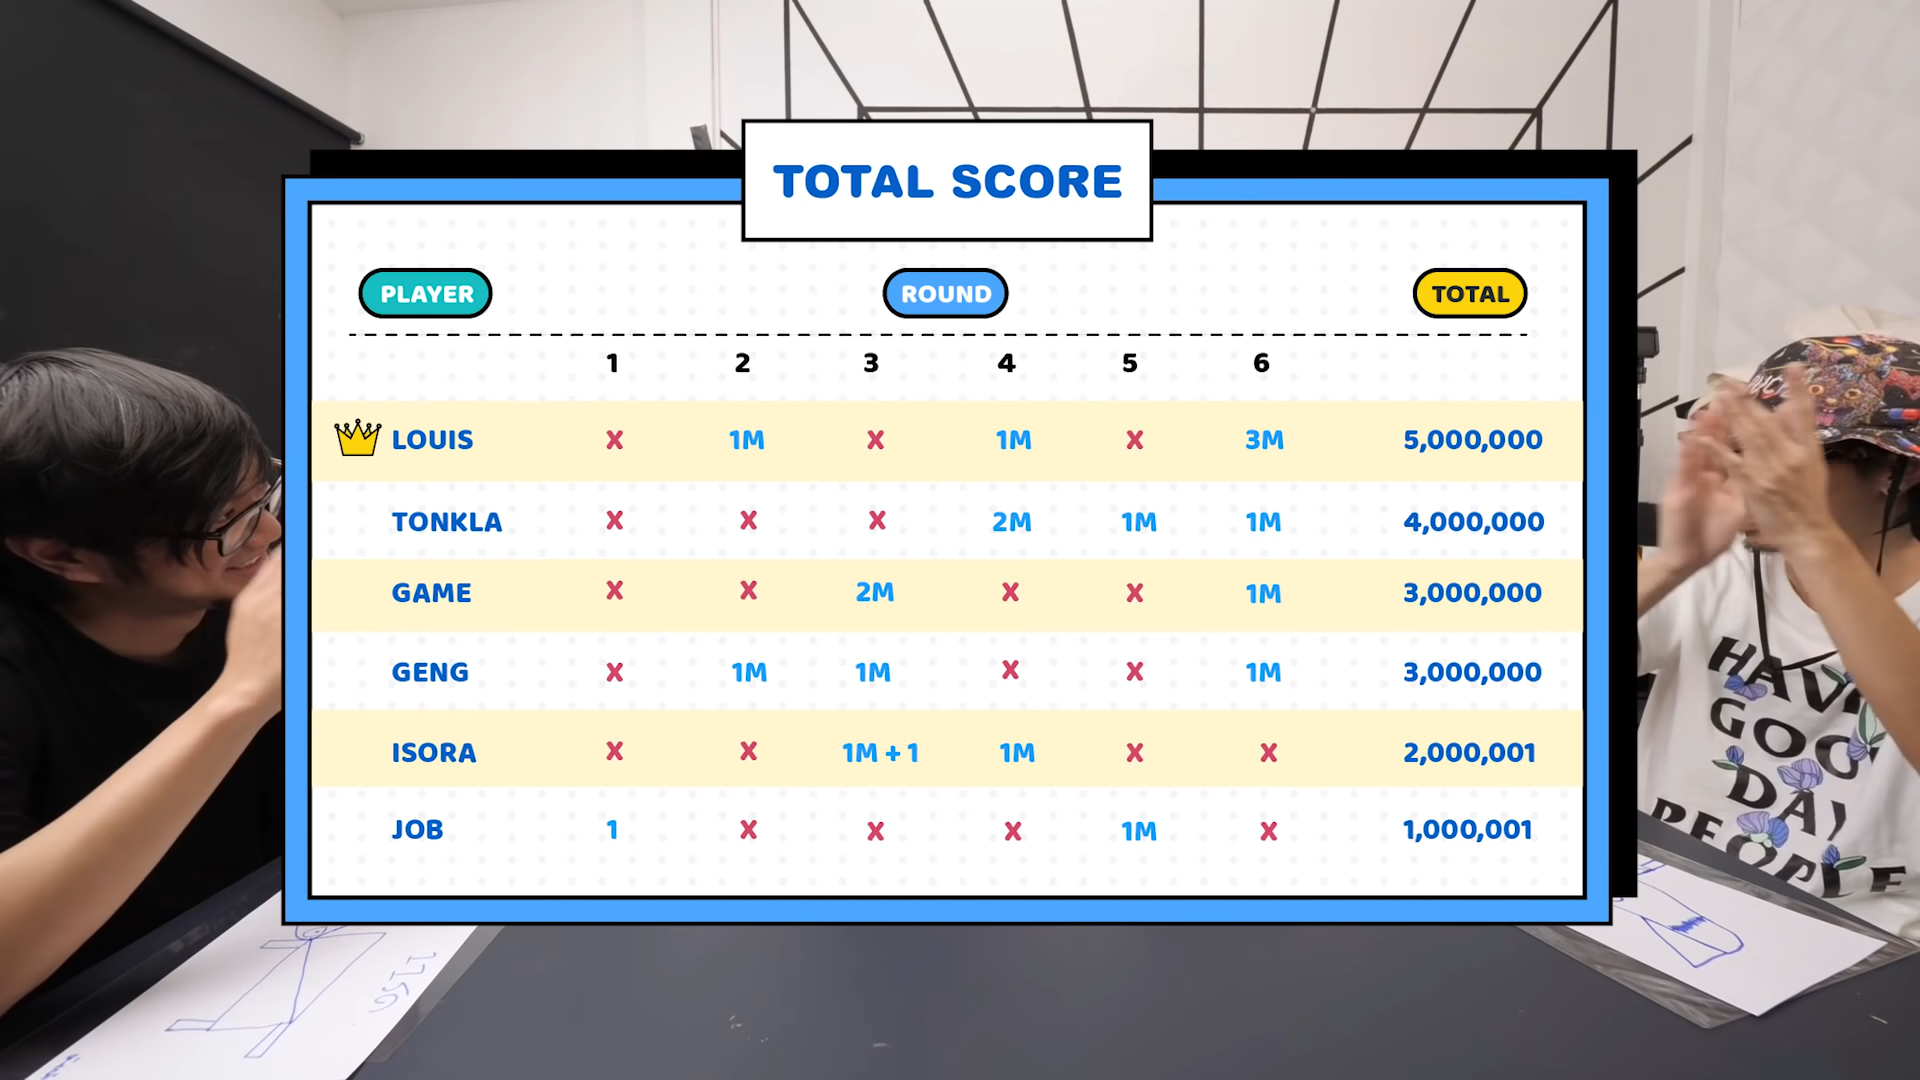 TOTAL SCORE
PLAYER ROUND TOTAL
1 2 3 4 5 6
LOUIS X 1M X 1M X 3M 5,000,000
TONKLA X X X 2M 1M 1M 4,000,000
GAME X X 2M X X 1M 3,000,000
GENG X 1M 1M X X 1M 3,000,000
ISORA X X 1M + 1 1M X X 2,000,001
JOB 1 X X X 1M X 1,000,001
HAV
GOO
DAY
PEOPLE